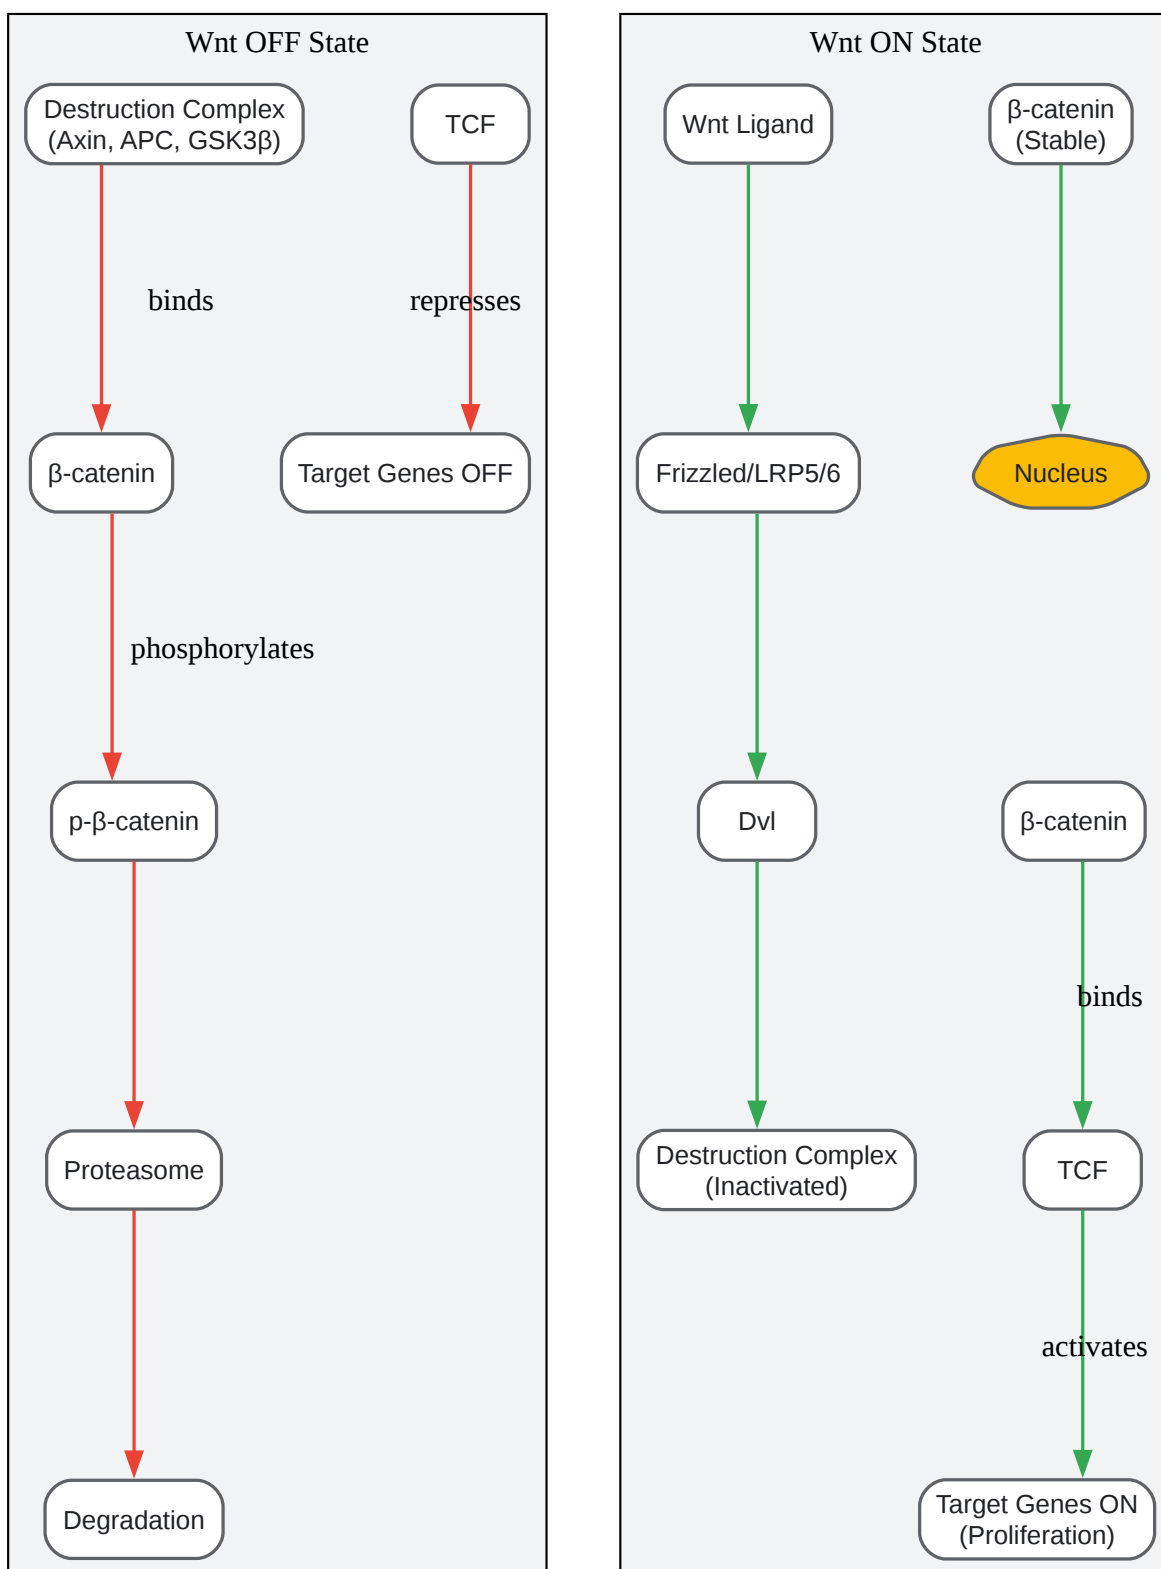 Wnt OFF State
Destruction Complex
(Axin, APC, GSK3β)
TCF
binds
represses
β-catenin
Target Genes OFF
phosphorylates
p-β-catenin
Proteasome
Degradation
Wnt ON State
Wnt Ligand
β-catenin
(Stable)
Frizzled/LRP5/6
Nucleus
Dvl
β-catenin
binds
Destruction Complex
(Inactivated)
TCF
activates
Target Genes ON
(Proliferation)